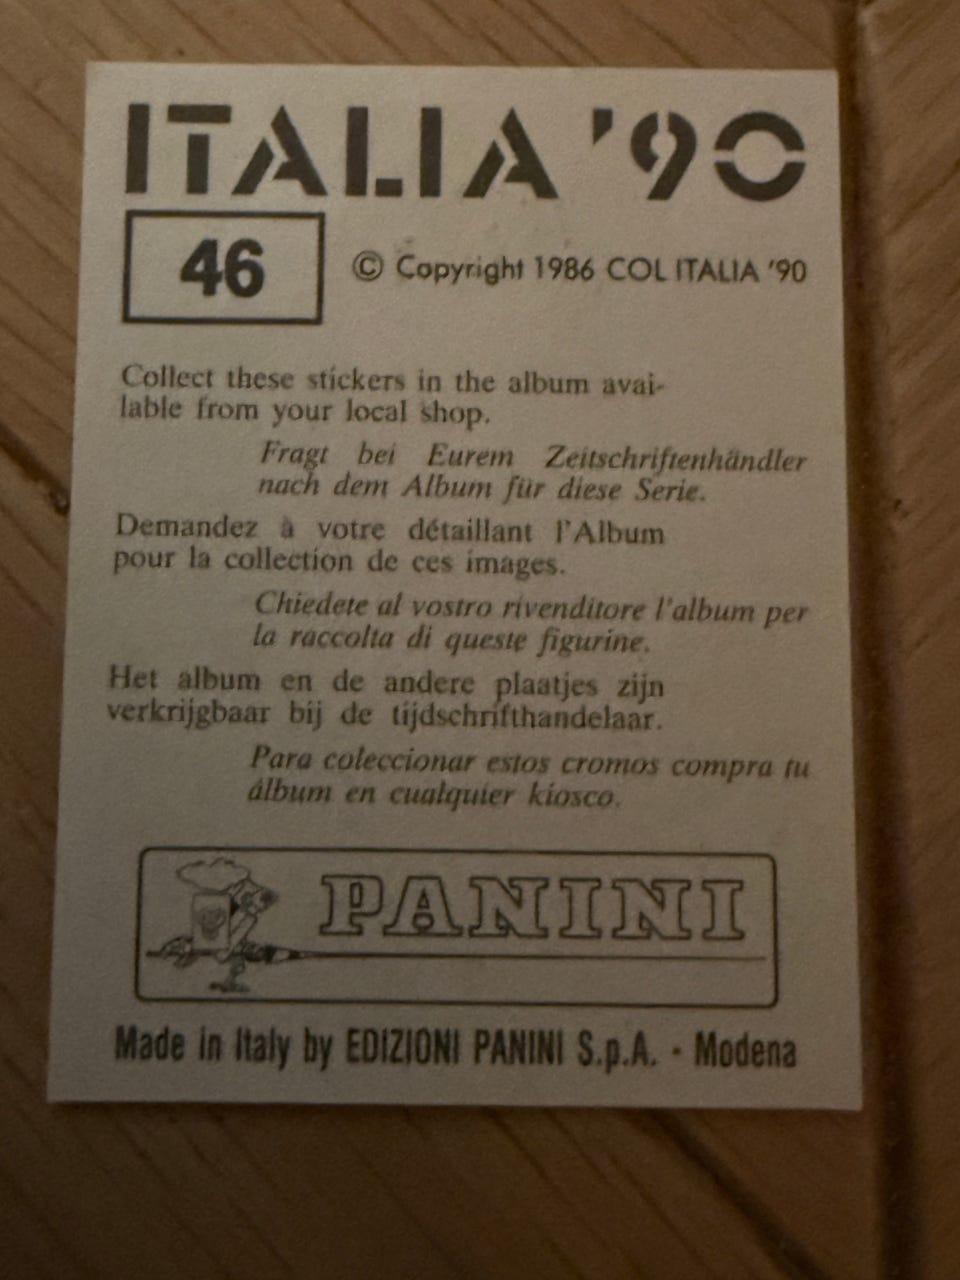 ITALIA '90
46
© Copyright 1986 COL ITALIA '90
Collect these stickers in the album avai-
lable from your local shop.
Fragt bei Eurem Zeitschriftenhändler
nach dem Album für diese Serie.
Demandez à votre détaillant l'Album
pour la collection de ces images.
Chiedete al vostro rivenditore l'album per
la raccolta di queste figurine.
Het album en de andere plaatjes zijn
verkrijgbaar bij de tijdschrifthandelaar.
Para coleccionar estos cromos compra tu
álbum en cualquier kiosco.
PANINI
Made in Italy by EDIZIONI PANINI S.p.A. - Modena